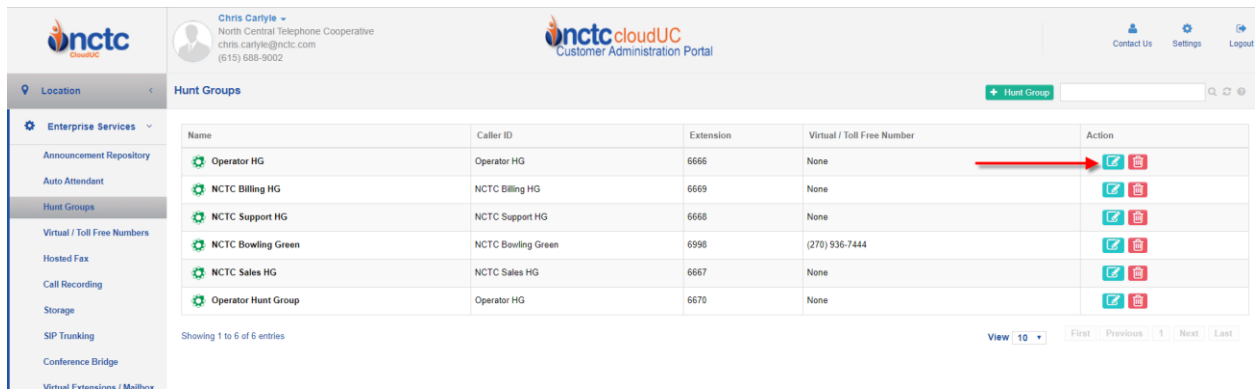 nctc
CloudUC
Chris Carlyle
North Central Telephone Cooperative
chris.carlyle@nctc.com
(615) 688-9002
nctc cloudUC
Customer Administration Portal
Contact Us
Settings
Logout
Location
Hunt Groups
+ Hunt Group
Enterprise Services
Announcement Repository
Auto Attendant
Hunt Groups
Virtual / Toll Free Numbers
Hosted Fax
Call Recording
Storage
SIP Trunking
Conference Bridge
Virtual Extensions / Mailbox
Name Caller ID Extension Virtual / Toll Free Number Action
Operator HG Operator HG 6666 None
NCTC Billing HG NCTC Billing HG 6669 None
NCTC Support HG NCTC Support HG 6668 None
NCTC Bowling Green NCTC Bowling Green 6998 (270) 936-7444
NCTC Sales HG NCTC Sales HG 6667 None
Operator Hunt Group Operator HG 6670 None
Showing 1 to 6 of 6 entries
View 10
First Previous 1 Next Last